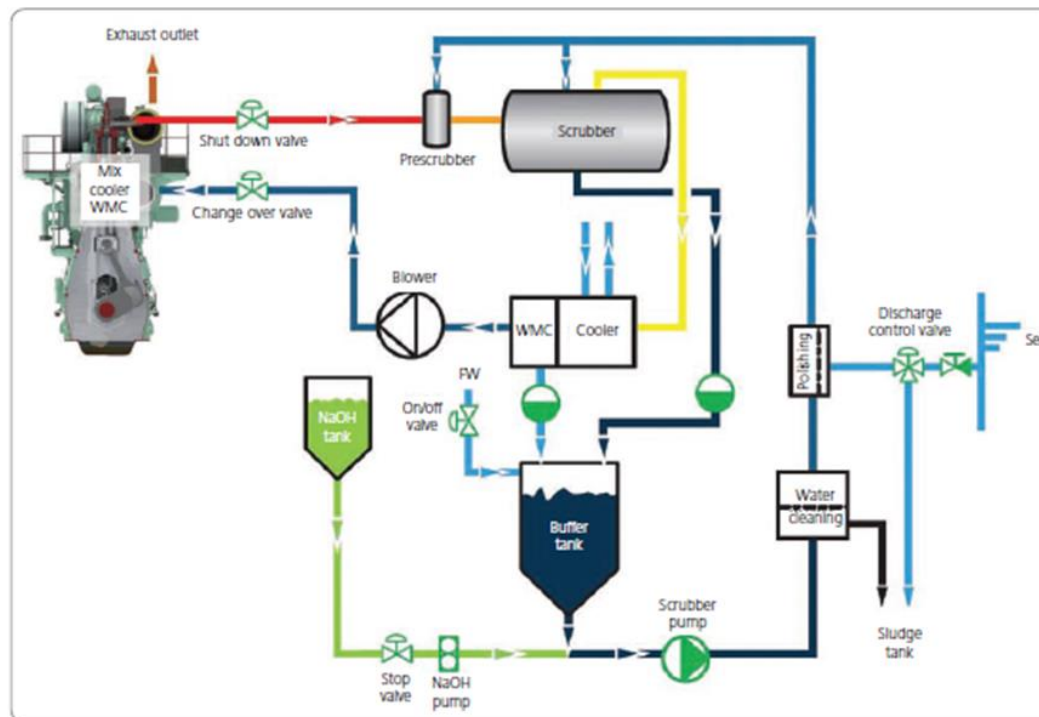 Exhaust outlet
Shut down valve
Prescrubber
Scrubber
Mix
cooler
WMC
Change over valve
Blower
WMC
Cooler
Discharge
control valve
Polishing
FW
On/off
valve
NaOH
tank
Buffer
tank
Water
cleaning
Scrubber
pump
Sludge
tank
Stop
valve
NaOH
pump